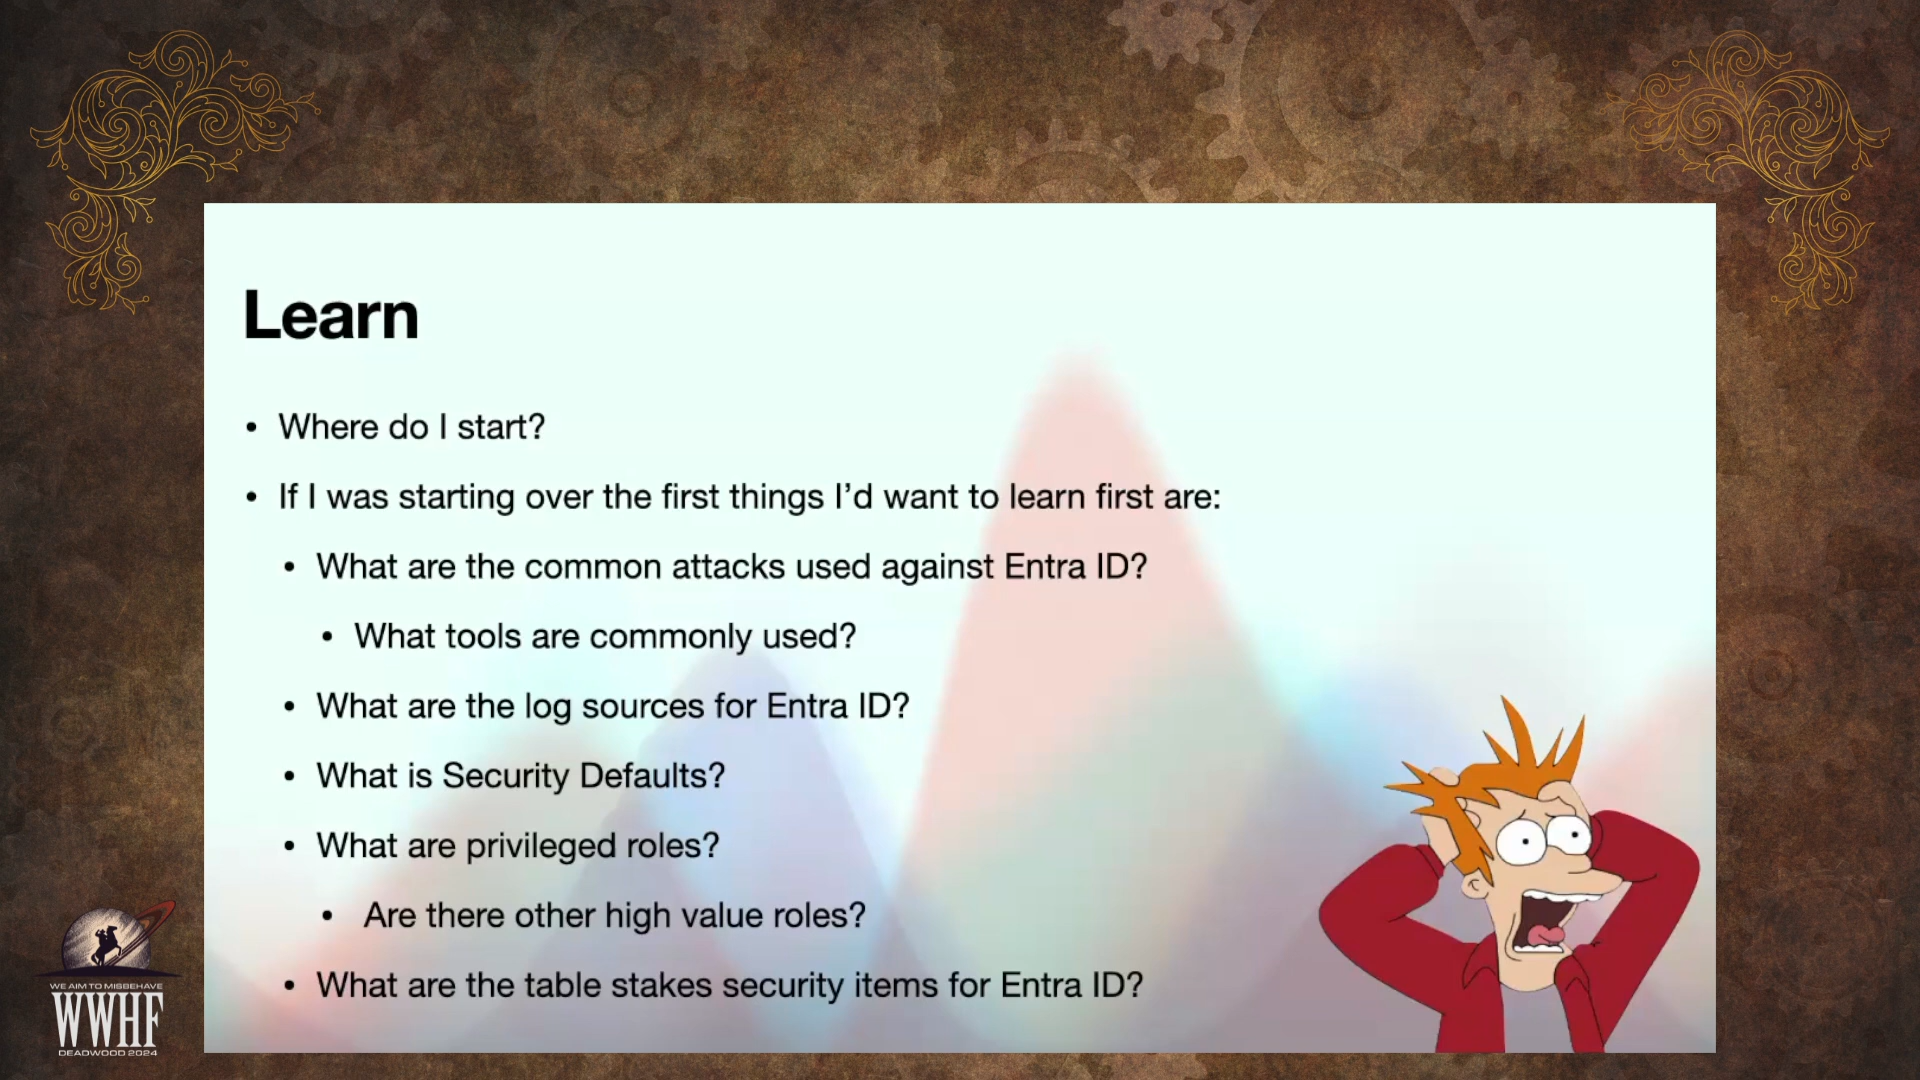 Learn
• Where do I start?
• If I was starting over the first things I’d want to learn first are:
• What are the common attacks used against Entra ID?
• What tools are commonly used?
• What are the log sources for Entra ID?
• What is Security Defaults?
• What are privileged roles?
• Are there other high value roles?
• What are the table stakes security items for Entra ID?
WE AIM TO MISBEHAVE
WWHF
DEADWOOD 2024